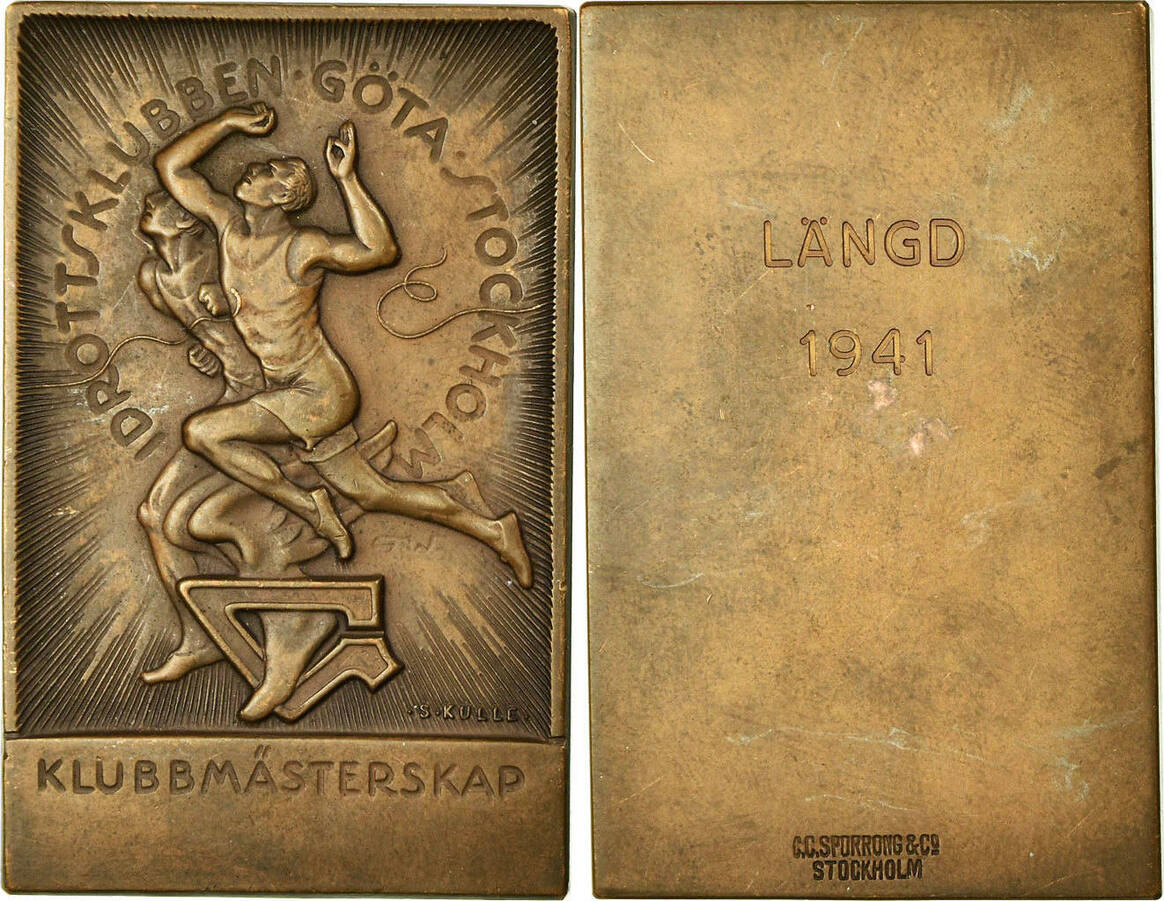 IDROTTSKLUBBEN · GÖTA · STOCKHOLM
· S · KULLE ·
KLUBBMÄSTERSKAP
LÄNGD
1941
C.C. SPORRONG & Cº
STOCKHOLM